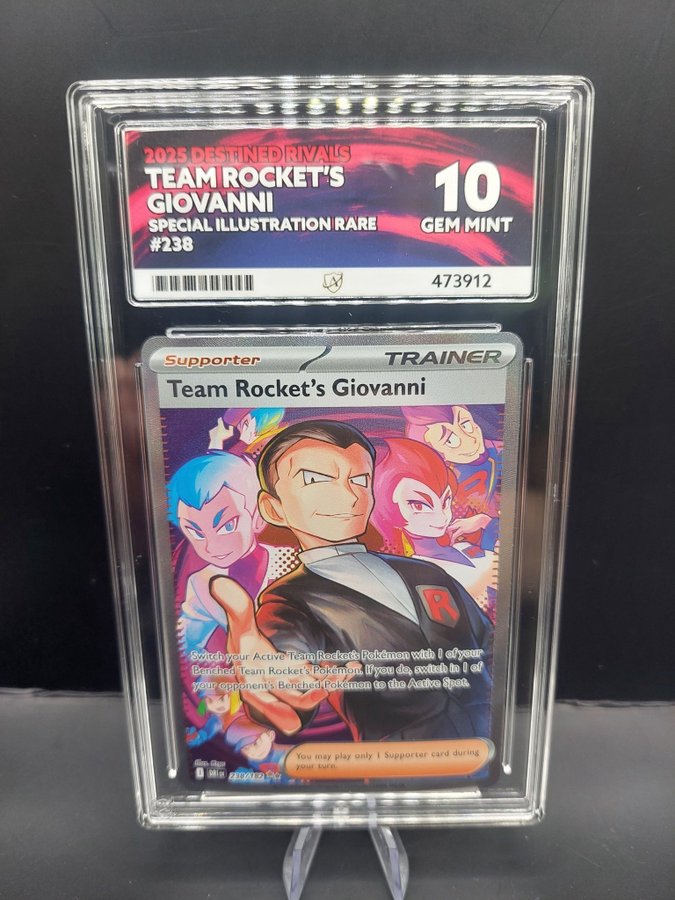 2025 DESTINED RIVALS
TEAM ROCKET'S
GIOVANNI
SPECIAL ILLUSTRATION RARE
#238
10
GEM MINT
473912
Supporter
TRAINER
Team Rocket's Giovanni
R
Switch your Active Team Rocket's Pokémon with 1 of your
Benched Team Rocket's Pokémon. If you do, switch in 1 of
your opponent's Benched Pokémon to the Active Spot.
You may play only 1 Supporter card during
your turn.
238/182